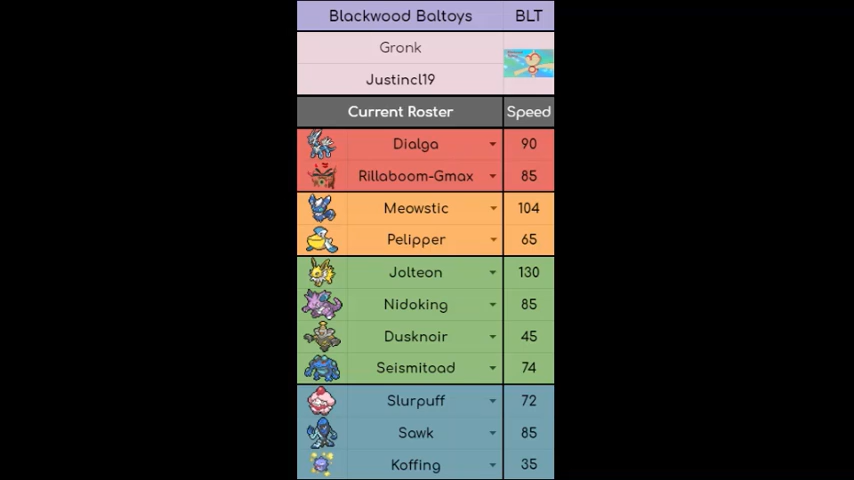 Blackwood Baltoys BLT
Gronk
Justincl19
Current Roster Speed
Dialga 90
Rillaboom-Gmax 85
Meowstic 104
Pelipper 65
Jolteon 130
Nidoking 85
Dusknoir 45
Seismitoad 74
Slurpuff 72
Sawk 85
Koffing 35